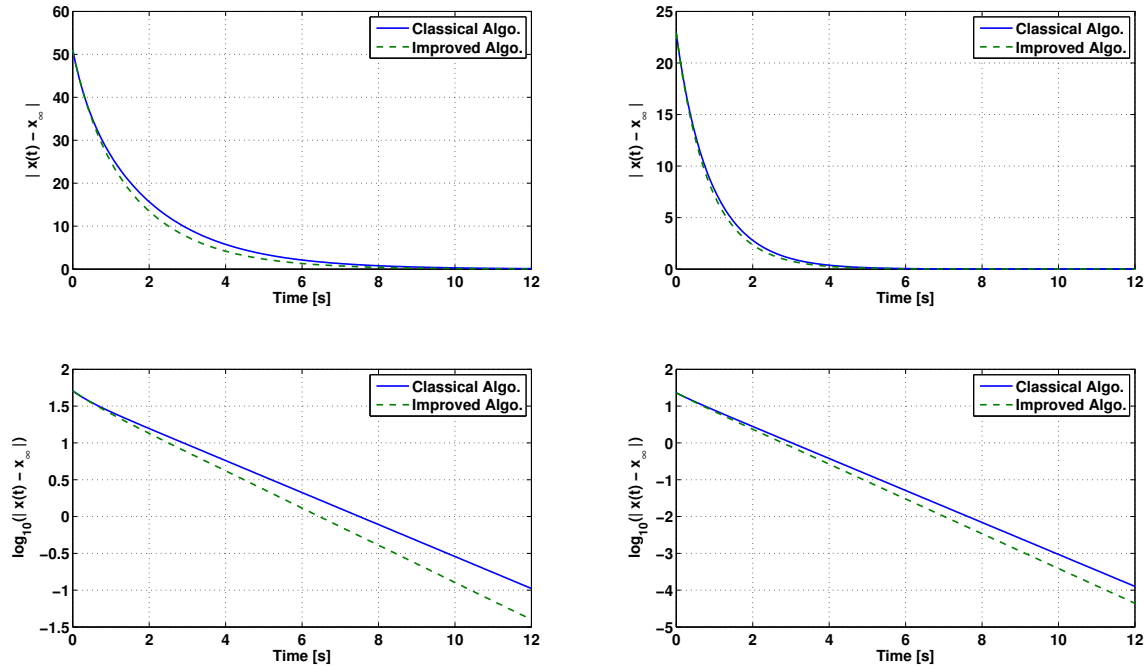 60
50
40
30
20
10
0
| x(t) − x∞ |
0 2 4 6 8 10 12
Time [s]
Classical Algo.
Improved Algo.
25
20
15
10
5
0
| x(t) − x∞ |
0 2 4 6 8 10 12
Time [s]
Classical Algo.
Improved Algo.
2
1.5
1
0.5
0
−0.5
−1
−1.5
log10(| x(t) − x∞ |)
0 2 4 6 8 10 12
Time [s]
Classical Algo.
Improved Algo.
2
1
0
−1
−2
−3
−4
−5
log10(| x(t) − x∞ |)
0 2 4 6 8 10 12
Time [s]
Classical Algo.
Improved Algo.